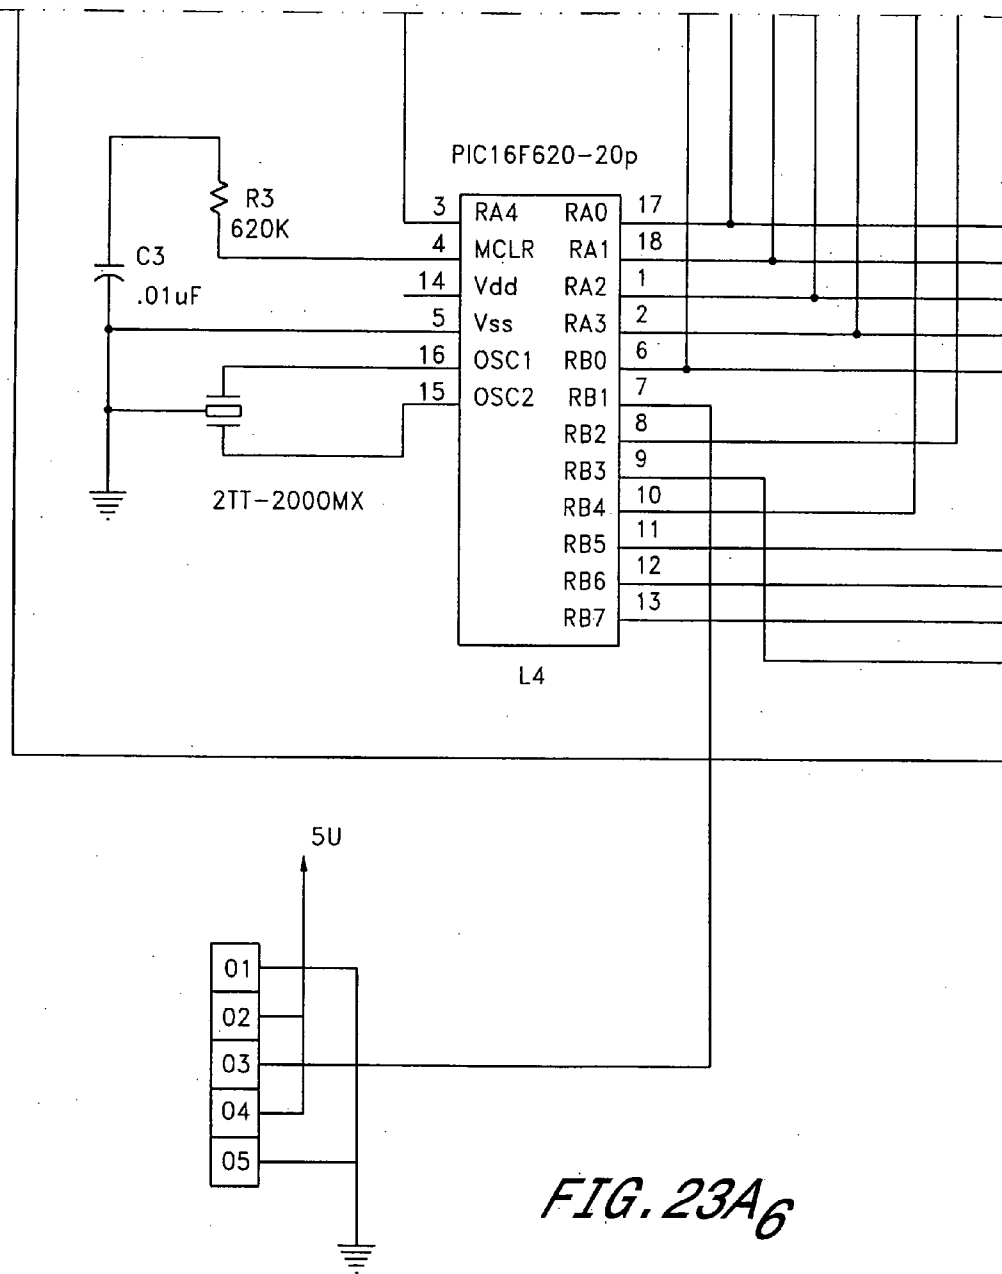 PIC16F620-20p
R3
620K
C3
.01uF
3 RA4 RA0 17
4 MCLR RA1 18
14 Vdd RA2 1
5 Vss RA3 2
16 OSC1 RB0 6
15 OSC2 RB1 7
RB2 8
RB3 9
RB4 10
RB5 11
RB6 12
RB7 13
2TT-2000MX
L4
5U
01
02
03
04
05
FIG. 23A6